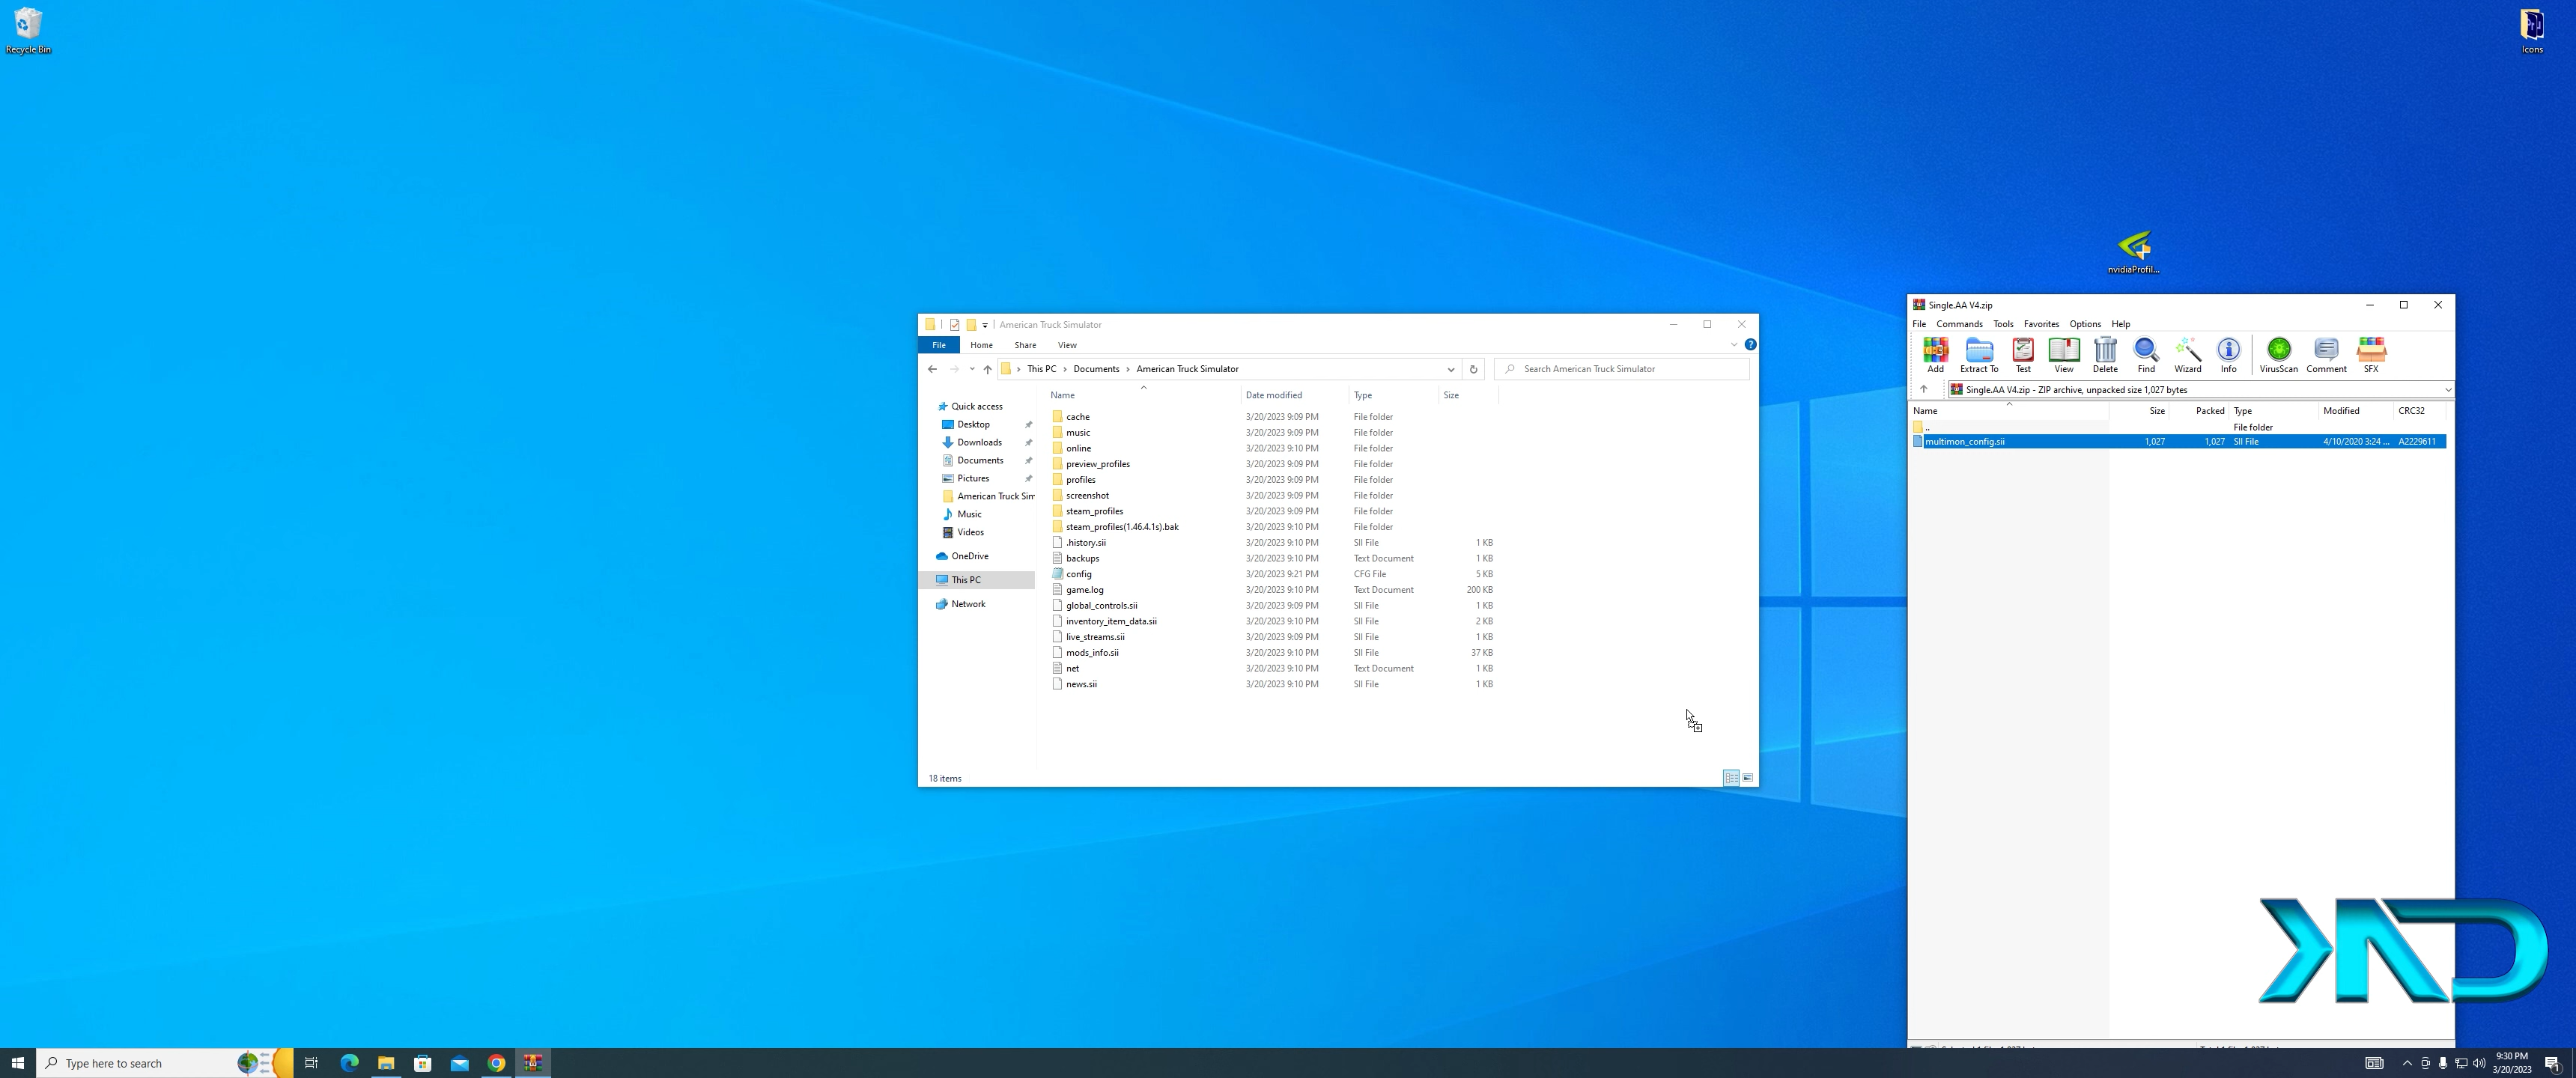 Recycle Bin
Icons
nvidiaProfil...
American Truck Simulator
File Home Share View
This PC › Documents › American Truck Simulator
Search American Truck Simulator
Name Date modified Type Size
Quick access
Desktop
Downloads
Documents
Pictures
American Truck Sim
Music
Videos
OneDrive
This PC
Network
cache 3/20/2023 9:09 PM File folder
music 3/20/2023 9:09 PM File folder
online 3/20/2023 9:10 PM File folder
preview_profiles 3/20/2023 9:09 PM File folder
profiles 3/20/2023 9:09 PM File folder
screenshot 3/20/2023 9:09 PM File folder
steam_profiles 3/20/2023 9:09 PM File folder
steam_profiles(1.46.4.1s).bak 3/20/2023 9:10 PM File folder
.history.sii 3/20/2023 9:10 PM SII File 1 KB
backups 3/20/2023 9:10 PM Text Document 1 KB
config 3/20/2023 9:21 PM CFG File 5 KB
game.log 3/20/2023 9:10 PM Text Document 200 KB
global_controls.sii 3/20/2023 9:09 PM SII File 1 KB
inventory_item_data.sii 3/20/2023 9:10 PM SII File 2 KB
live_streams.sii 3/20/2023 9:09 PM SII File 1 KB
mods_info.sii 3/20/2023 9:10 PM SII File 37 KB
net 3/20/2023 9:10 PM Text Document 1 KB
news.sii 3/20/2023 9:10 PM SII File 1 KB
18 items
Single.AA V4.zip
File Commands Tools Favorites Options Help
Add Extract To Test View Delete Find Wizard Info VirusScan Comment SFX
Single.AA V4.zip - ZIP archive, unpacked size 1,027 bytes
Name Size Packed Type Modified CRC32
.. File folder
multimon_config.sii 1,027 1,027 SII File 4/10/2020 3:24 ... A2229611
Type here to search
9:30 PM
3/20/2023
1